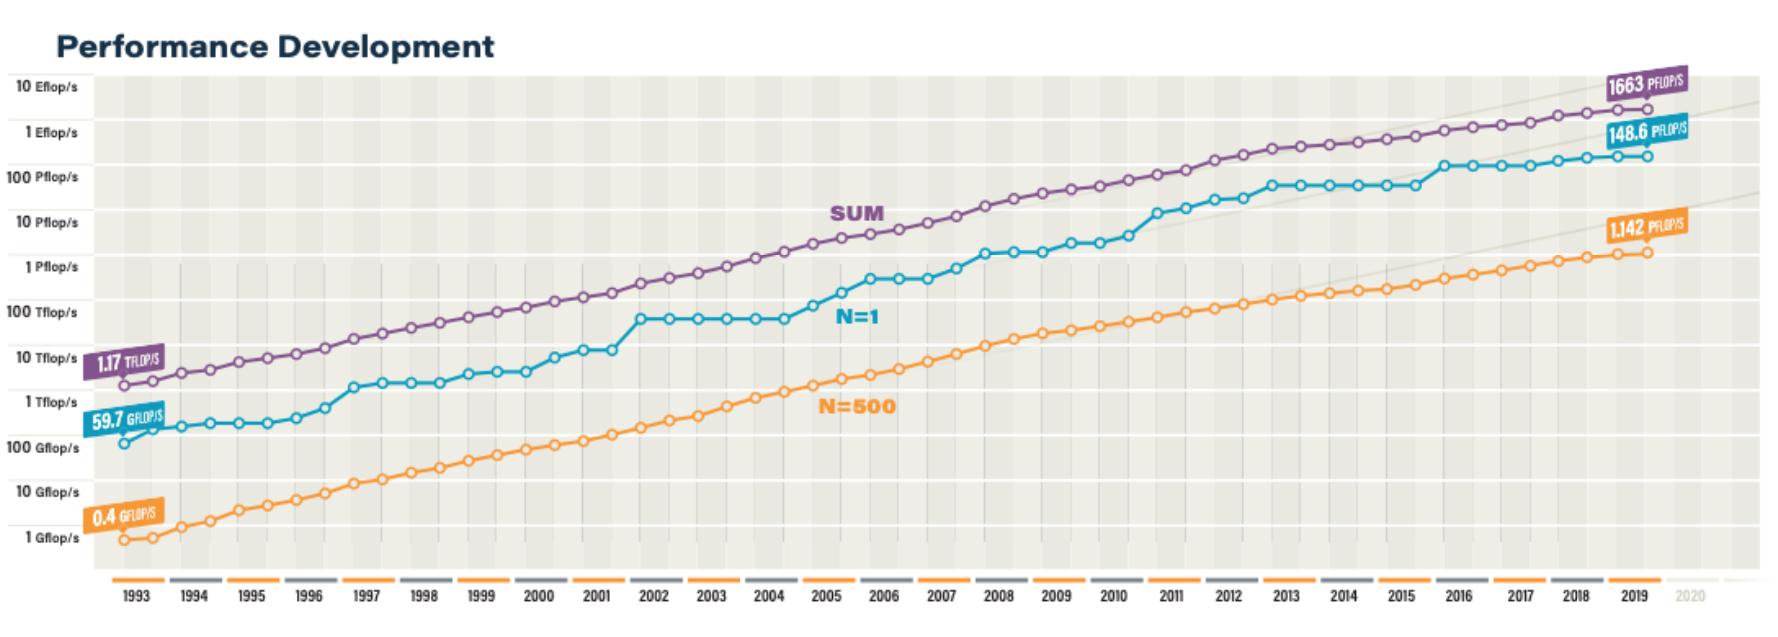 Performance Development
10 Eflop/s
1 Eflop/s
100 Pflop/s
10 Pflop/s
1 Pflop/s
100 Tflop/s
10 Tflop/s
1 Tflop/s
100 Gflop/s
10 Gflop/s
1 Gflop/s
1.17 TFLOP/S
59.7 GFLOP/S
0.4 GFLOP/S
SUM
N=1
N=500
1663 PFLOP/S
148.6 PFLOP/S
1.142 PFLOP/S
1993 1994 1995 1996 1997 1998 1999 2000 2001 2002 2003 2004 2005 2006 2007 2008 2009 2010 2011 2012 2013 2014 2015 2016 2017 2018 2019 2020